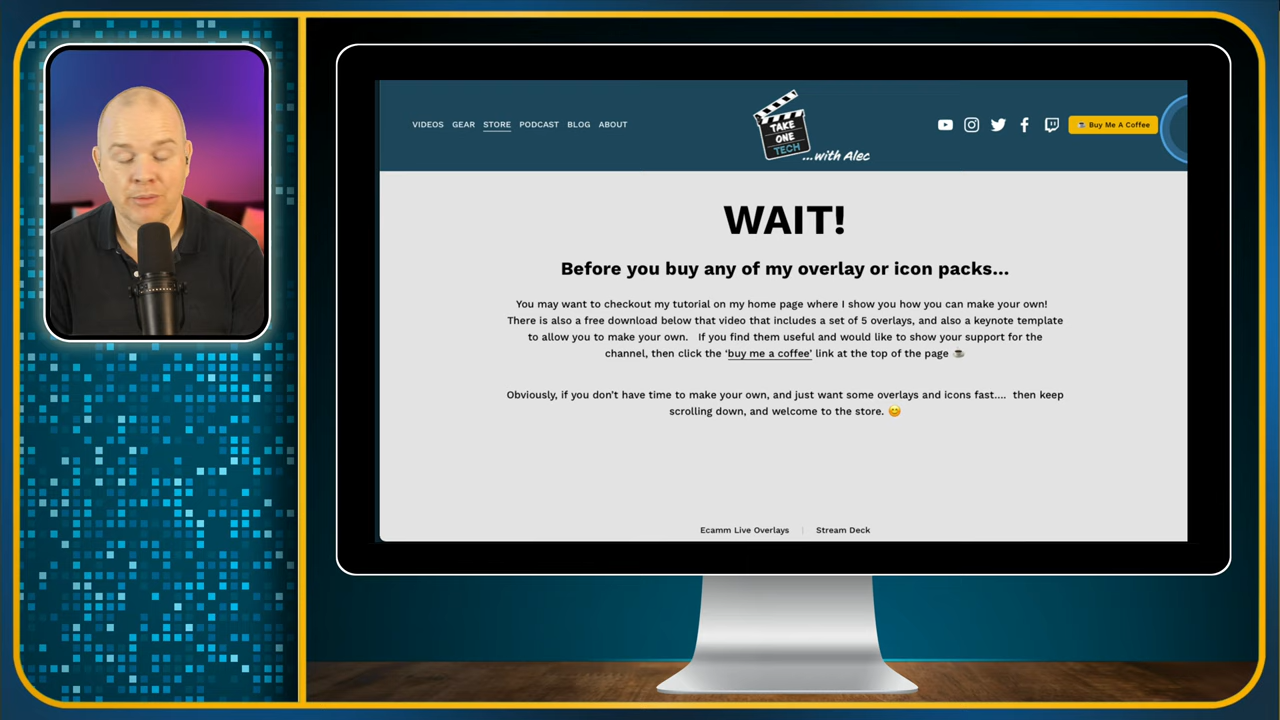 VIDEOS GEAR STORE PODCAST BLOG ABOUT
TAKE
ONE
TECH
...with Alec
☕ Buy Me A Coffee
WAIT!
Before you buy any of my overlay or icon packs...
You may want to checkout my tutorial on my home page where I show you how you can make your own!
There is also a free download below that video that includes a set of 5 overlays, and also a keynote template
to allow you to make your own. If you find them useful and would like to show your support for the
channel, then click the ‘buy me a coffee’ link at the top of the page ☕
Obviously, if you don’t have time to make your own, and just want some overlays and icons fast.... then keep
scrolling down, and welcome to the store. 😊
Ecamm Live Overlays | Stream Deck